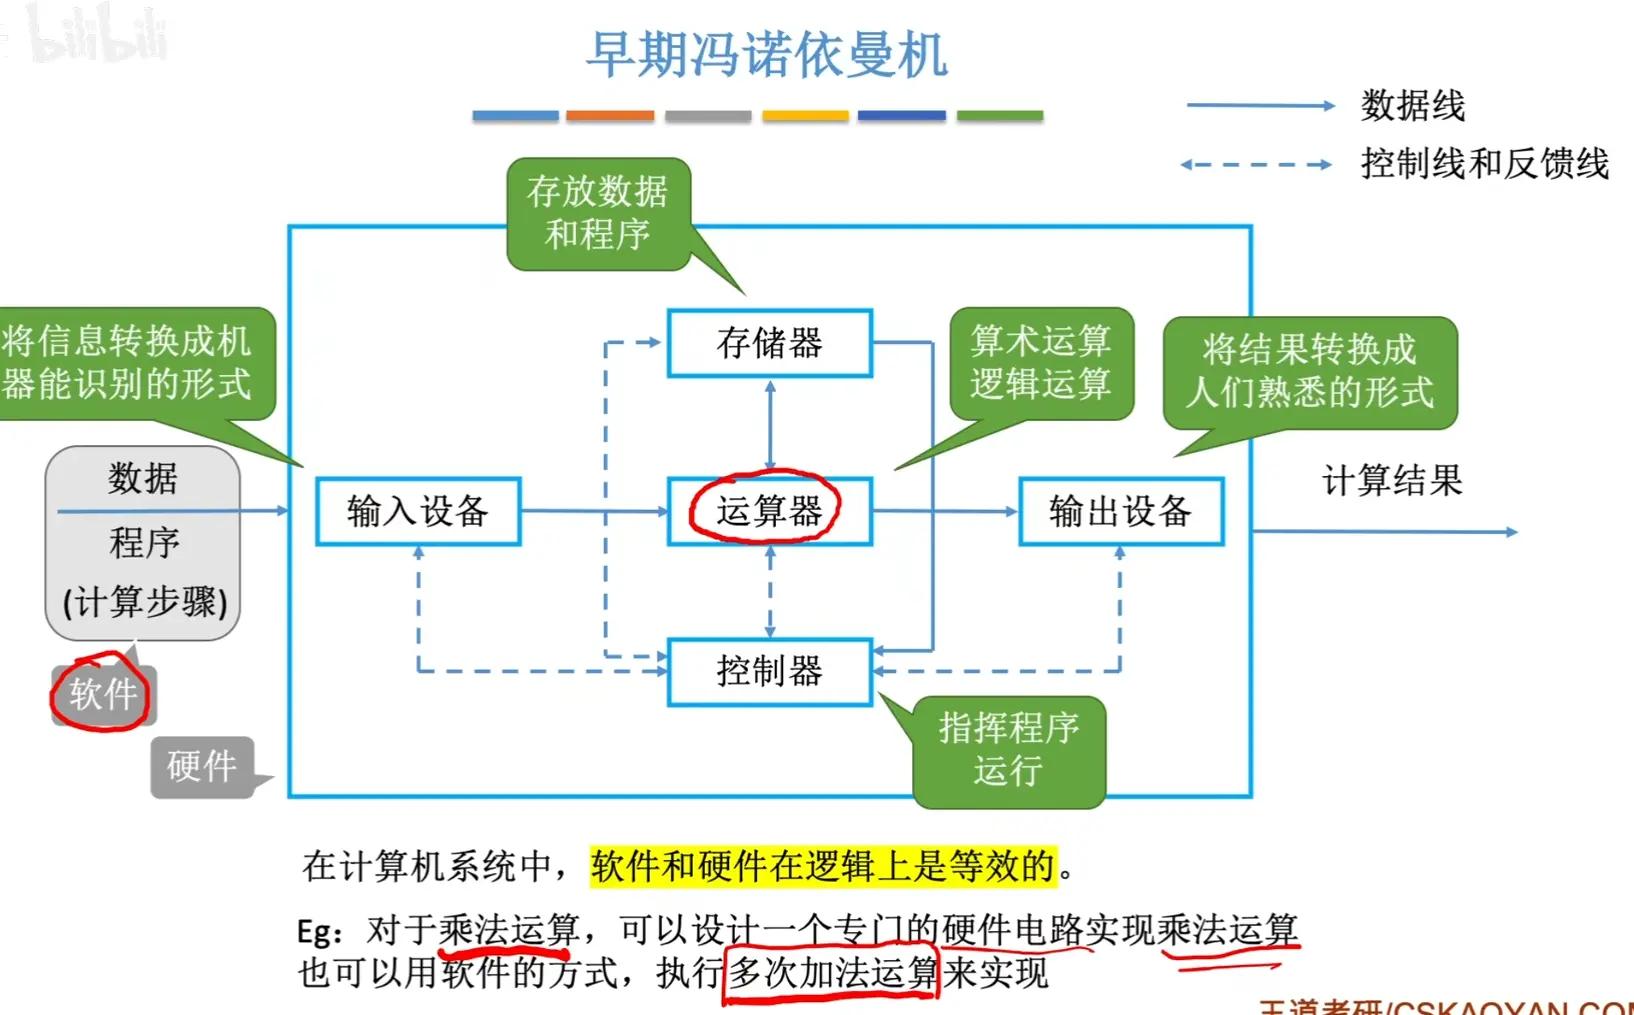 bilibili
早期冯诺依曼机
数据线
控制线和反馈线
存放数据
和程序
将信息转换成机
器能识别的形式
存储器
算术运算
逻辑运算
将结果转换成
人们熟悉的形式
数据
程序
(计算步骤)
输入设备
运算器
输出设备
计算结果
软件
硬件
控制器
指挥程序
运行
在计算机系统中，软件和硬件在逻辑上是等效的。
Eg：对于乘法运算，可以设计一个专门的硬件电路实现乘法运算
也可以用软件的方式，执行多次加法运算来实现
王道考研/CSKAOYAN.COM